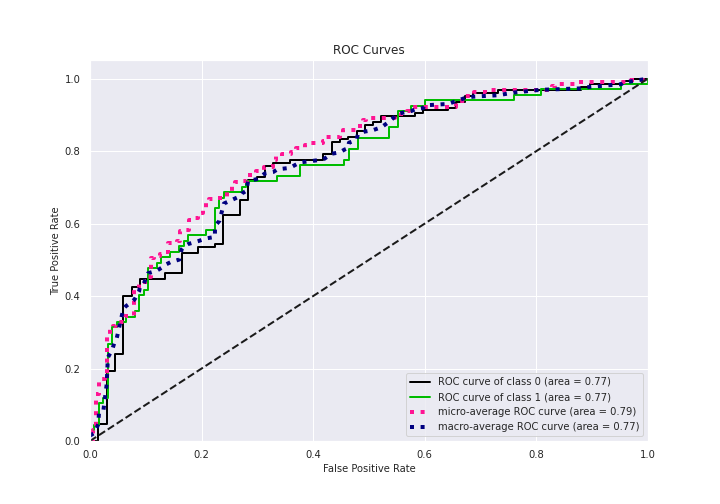 ROC Curves
1.0
0.8
0.6
0.4
0.2
0.0
True Positive Rate
ROC curve of class 0 (area = 0.77)
ROC curve of class 1 (area = 0.77)
micro-average ROC curve (area = 0.79)
macro-average ROC curve (area = 0.77)
0.0 0.2 0.4 0.6 0.8 1.0
False Positive Rate